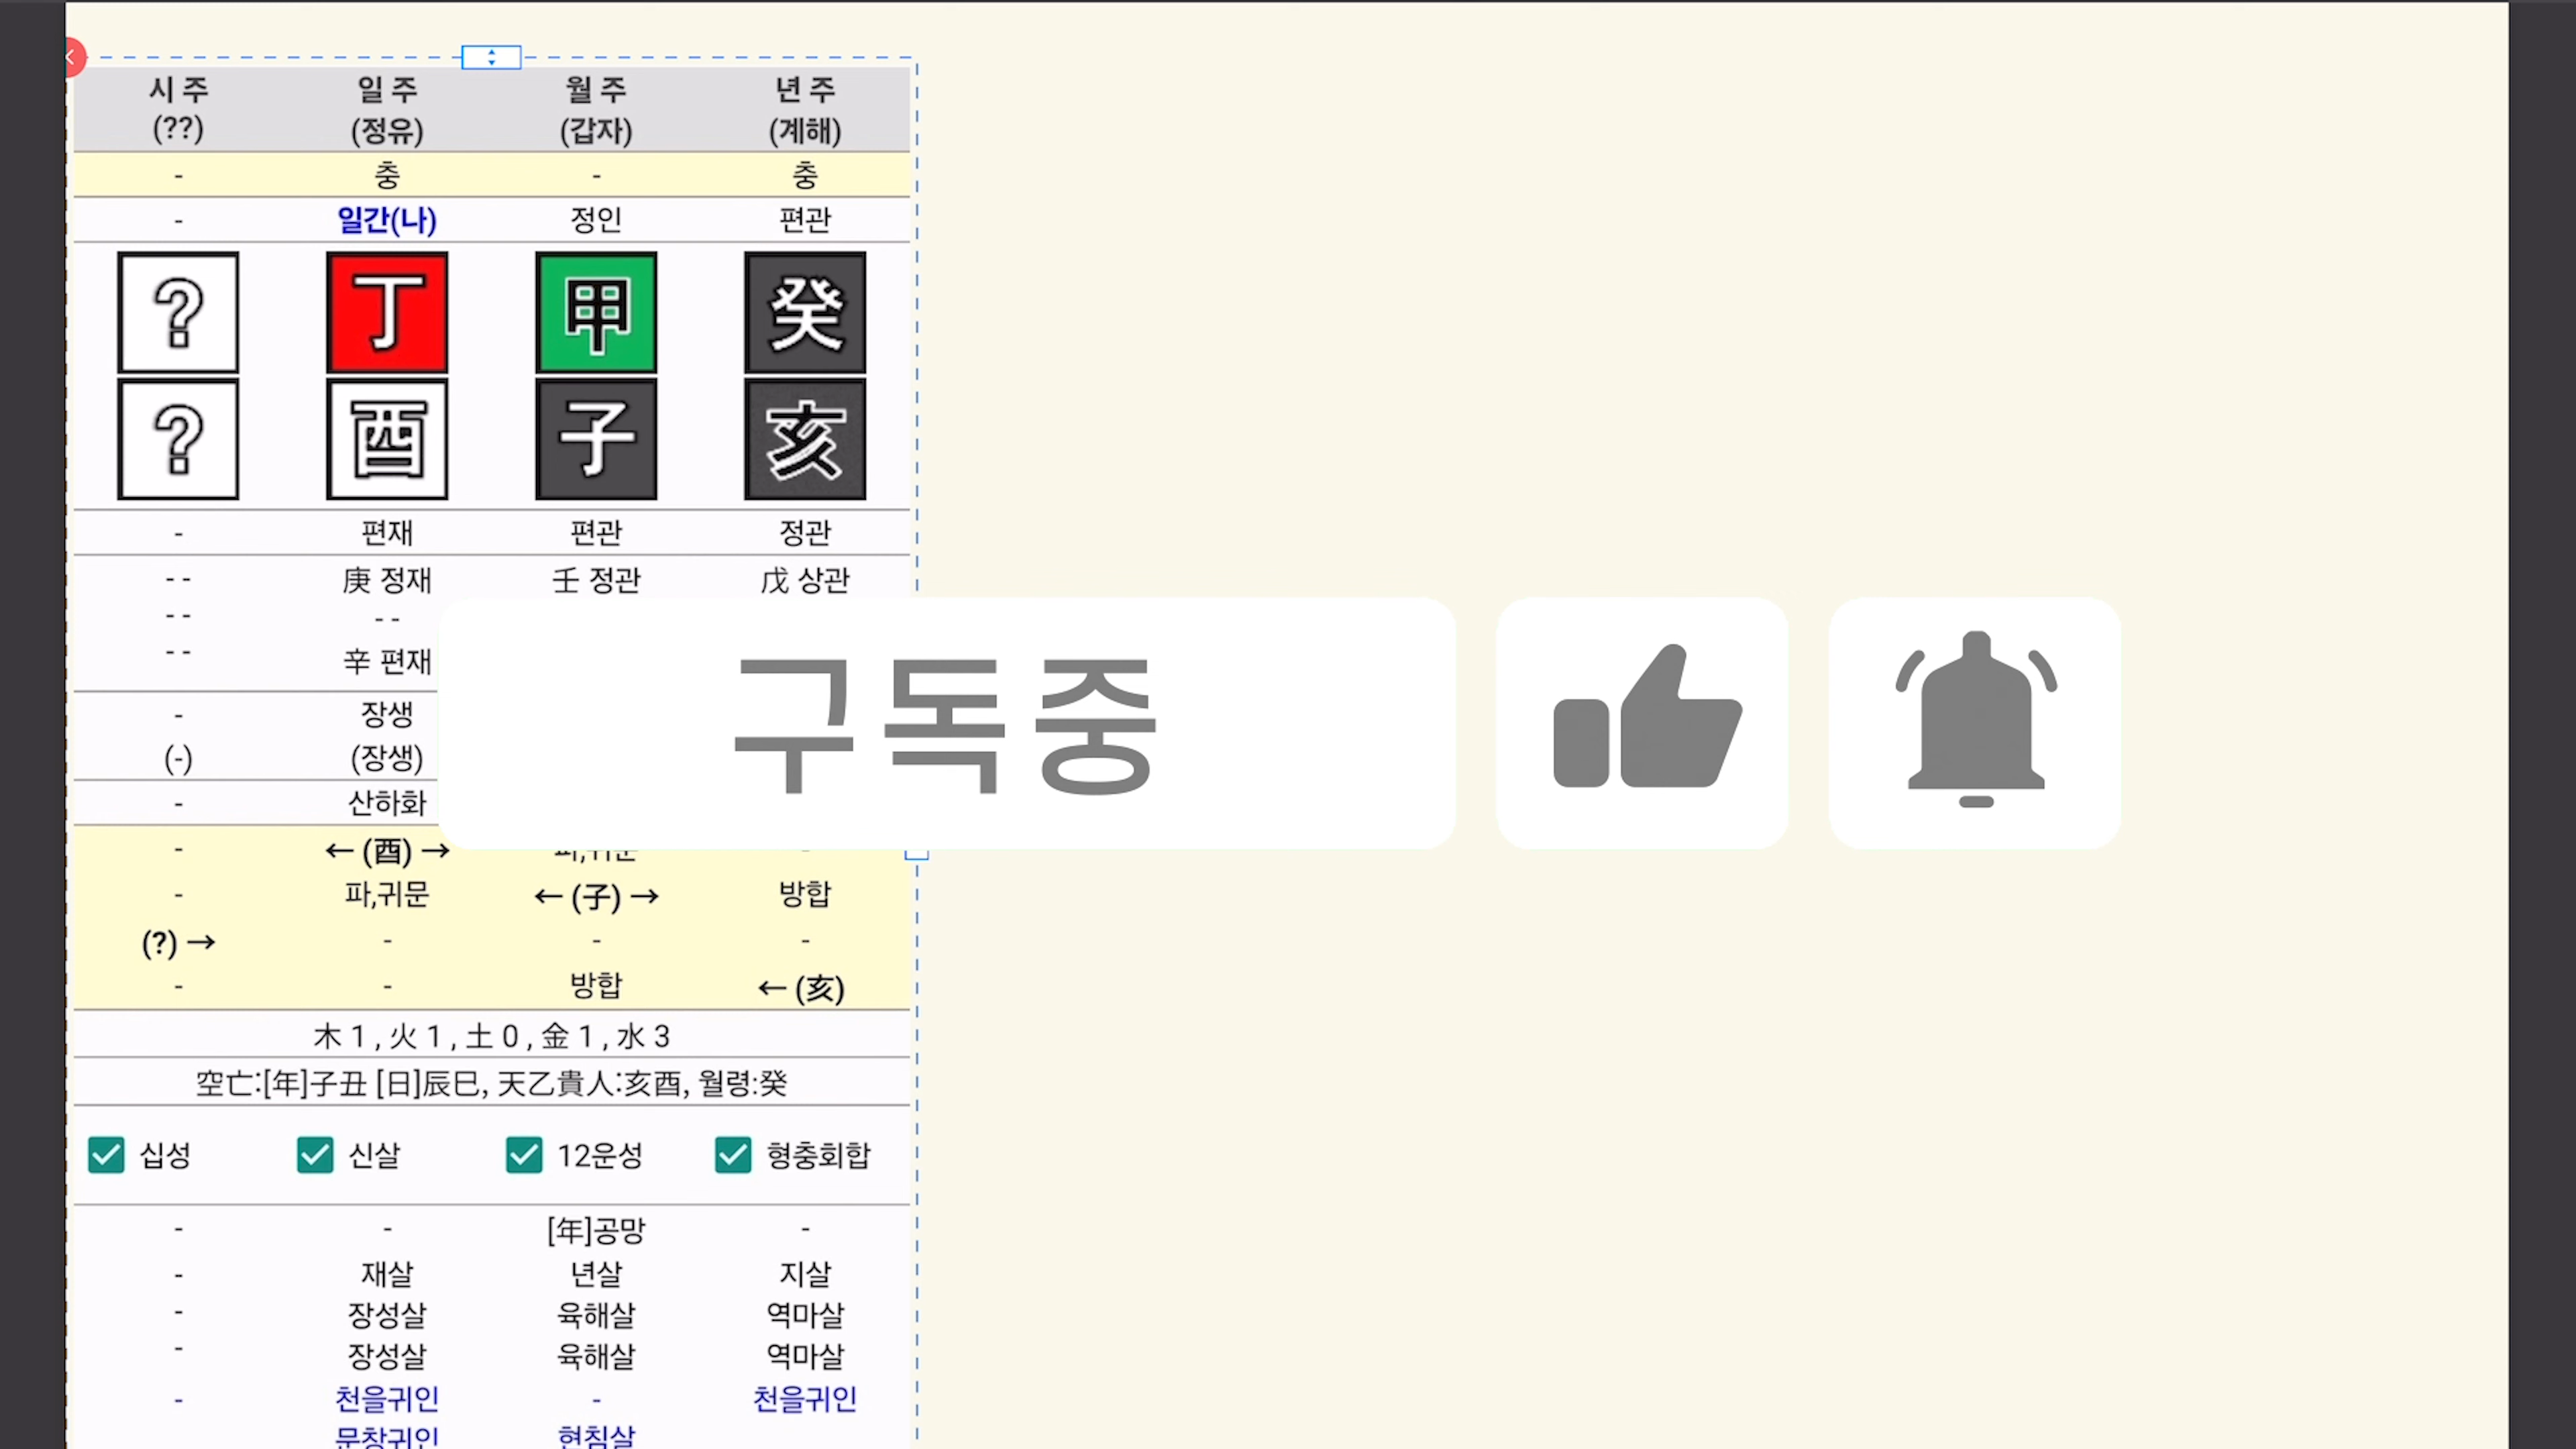 시 주 일 주 월 주 년 주
(??) (정유) (갑자) (계해)
- 충 - 충
- 일간(나) 정인 편관
? 丁 甲 癸
? 酉 子 亥
- 편재 편관 정관
- - 庚 정재 壬 정관 戊 상관
- - - -
- - 辛 편재
구독중
- 장생
(-) (장생)
- 산하화
- ← (酉) → -
- 파,귀문 ← (子) → 방합
(?) → - - -
- - 방합 ← (亥)
木 1 , 火 1 , 土 0 , 金 1 , 水 3
空亡:[年]子丑 [日]辰巳, 天乙貴人:亥酉, 월령:癸
십성 신살 12운성 형충회합
- - [年]공망 -
- 재살 년살 지살
- 장성살 육해살 역마살
- 장성살 육해살 역마살
- 천을귀인 - 천을귀인
문창귀인 현침살